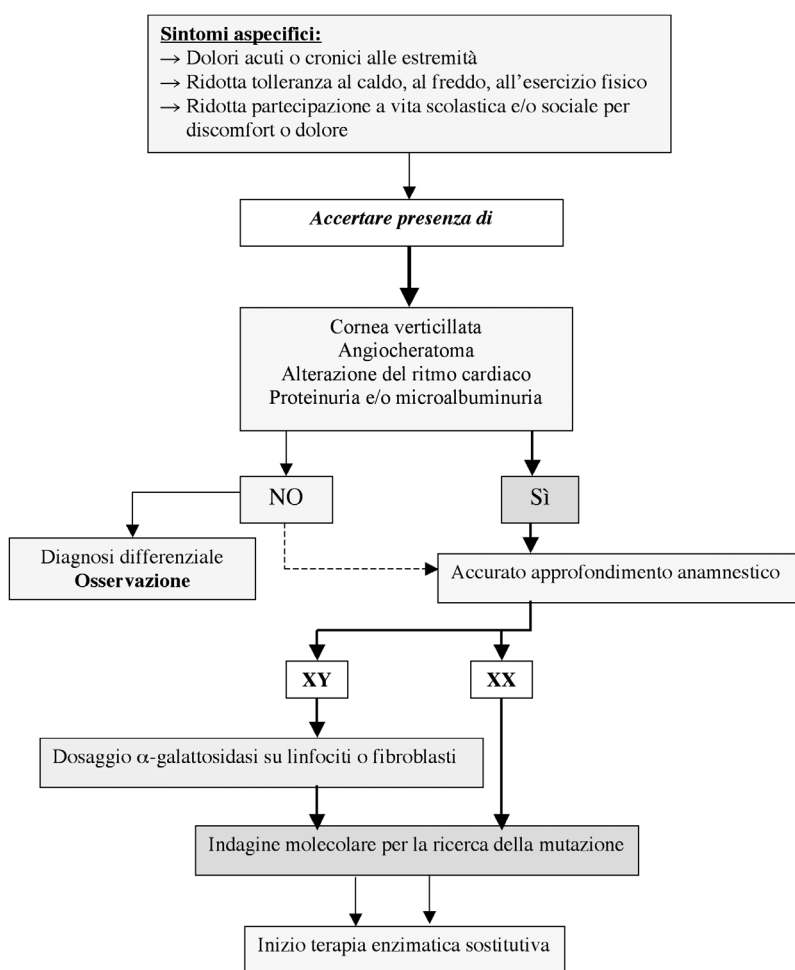 Sintomi aspecifici:
→ Dolori acuti o cronici alle estremità
→ Ridotta tolleranza al caldo, al freddo, all'esercizio fisico
→ Ridotta partecipazione a vita scolastica e/o sociale per
discomfort o dolore
Accertare presenza di
Cornea verticillata
Angiocheratoma
Alterazione del ritmo cardiaco
Proteinuria e/o microalbuminuria
NO
Sì
Diagnosi differenziale
Osservazione
Accurato approfondimento anamnestico
XY
XX
Dosaggio α-galattosidasi su linfociti o fibroblasti
Indagine molecolare per la ricerca della mutazione
Inizio terapia enzimatica sostitutiva